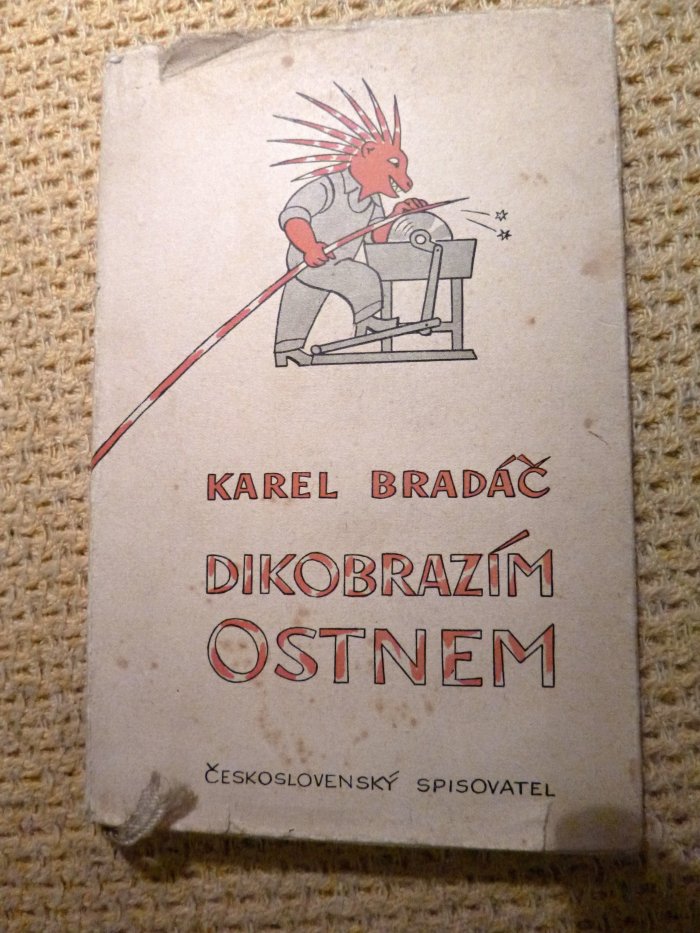 KAREL BRADÁČ
DIKOBRAZÍM
OSTNEM
ČESKOSLOVENSKÝ SPISOVATEL